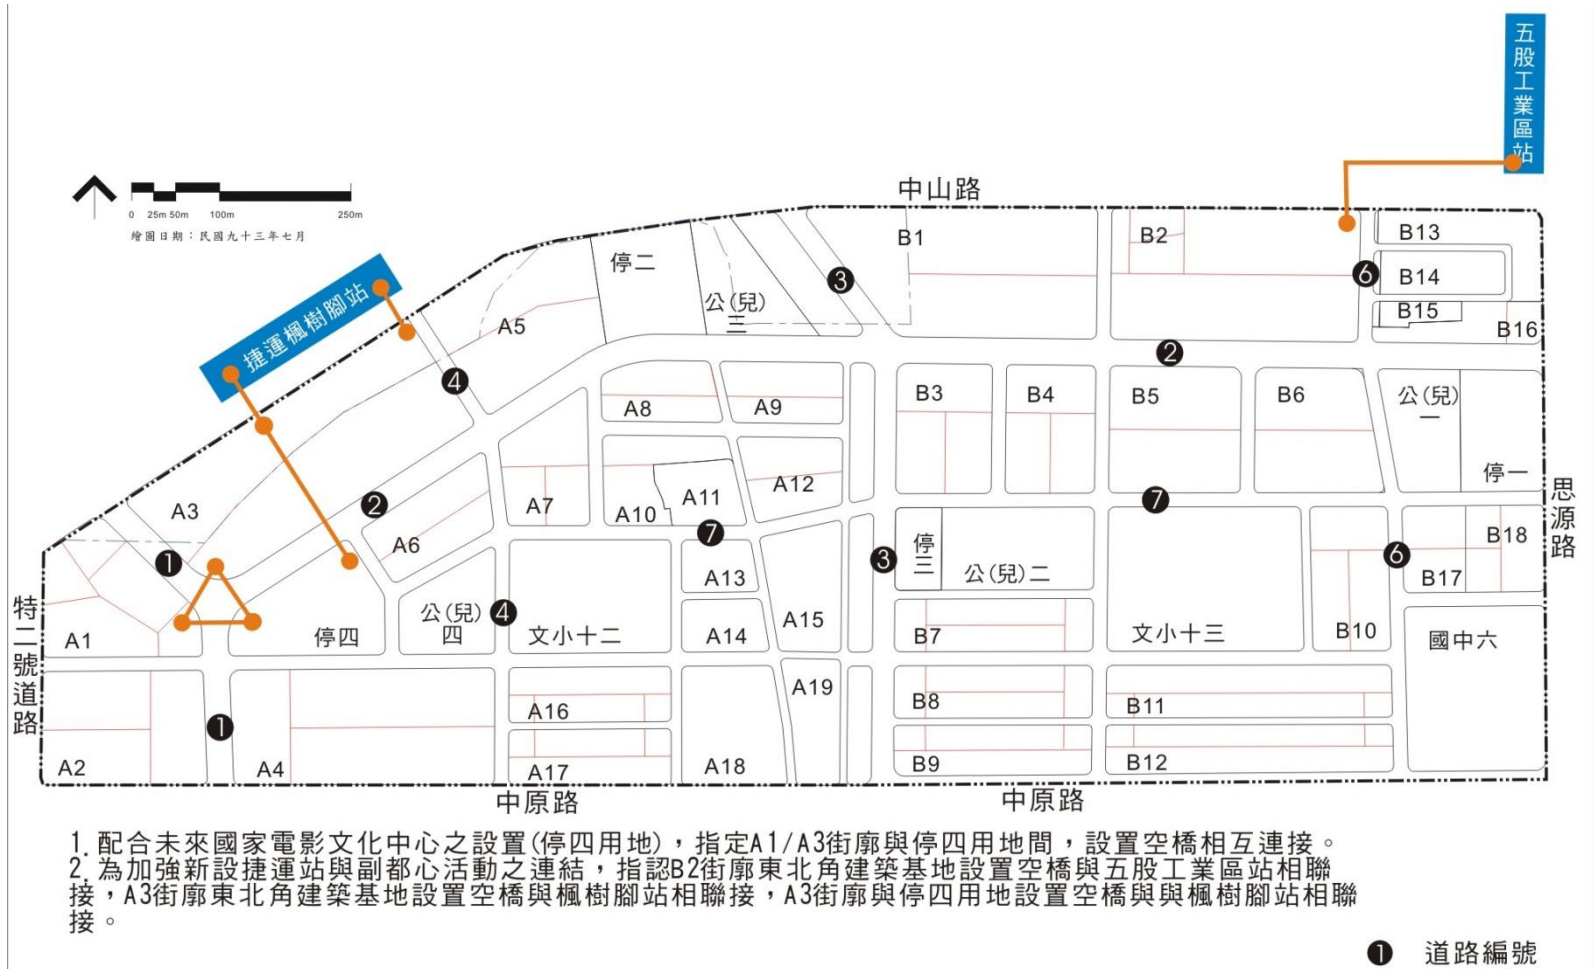 五股工業區站
中山路
0 25m 50m 100m 250m
繪圖日期：民國九十三年七月
捷運楓樹腳站
停二
公(兒)三
A5
B1
B2
B13
B14
B15
B16
3
6
2
4
A8
A9
B3
B4
B5
B6
公(兒)一
停一
A3
2
A6
A7
A10
A11
A12
7
7
思源路
1
停三
公(兒)二
3
6
B17
B18
A13
A14
A15
特二號道路
A1
停四
公(兒)四
4
文小十二
B7
文小十三
B10
國中六
1
A2
A4
A16
A17
A18
A19
B8
B9
B11
B12
中原路
中原路
1. 配合未來國家電影文化中心之設置(停四用地)，指定A1/A3街廓與停四用地間，設置空橋相互連接。
2. 為加強新設捷運站與副都心活動之連結，指認B2街廓東北角建築基地設置空橋與五股工業區站相聯
接，A3街廓東北角建築基地設置空橋與楓樹腳站相聯接，A3街廓與停四用地設置空橋與與楓樹腳站相聯
接。
1 道路編號